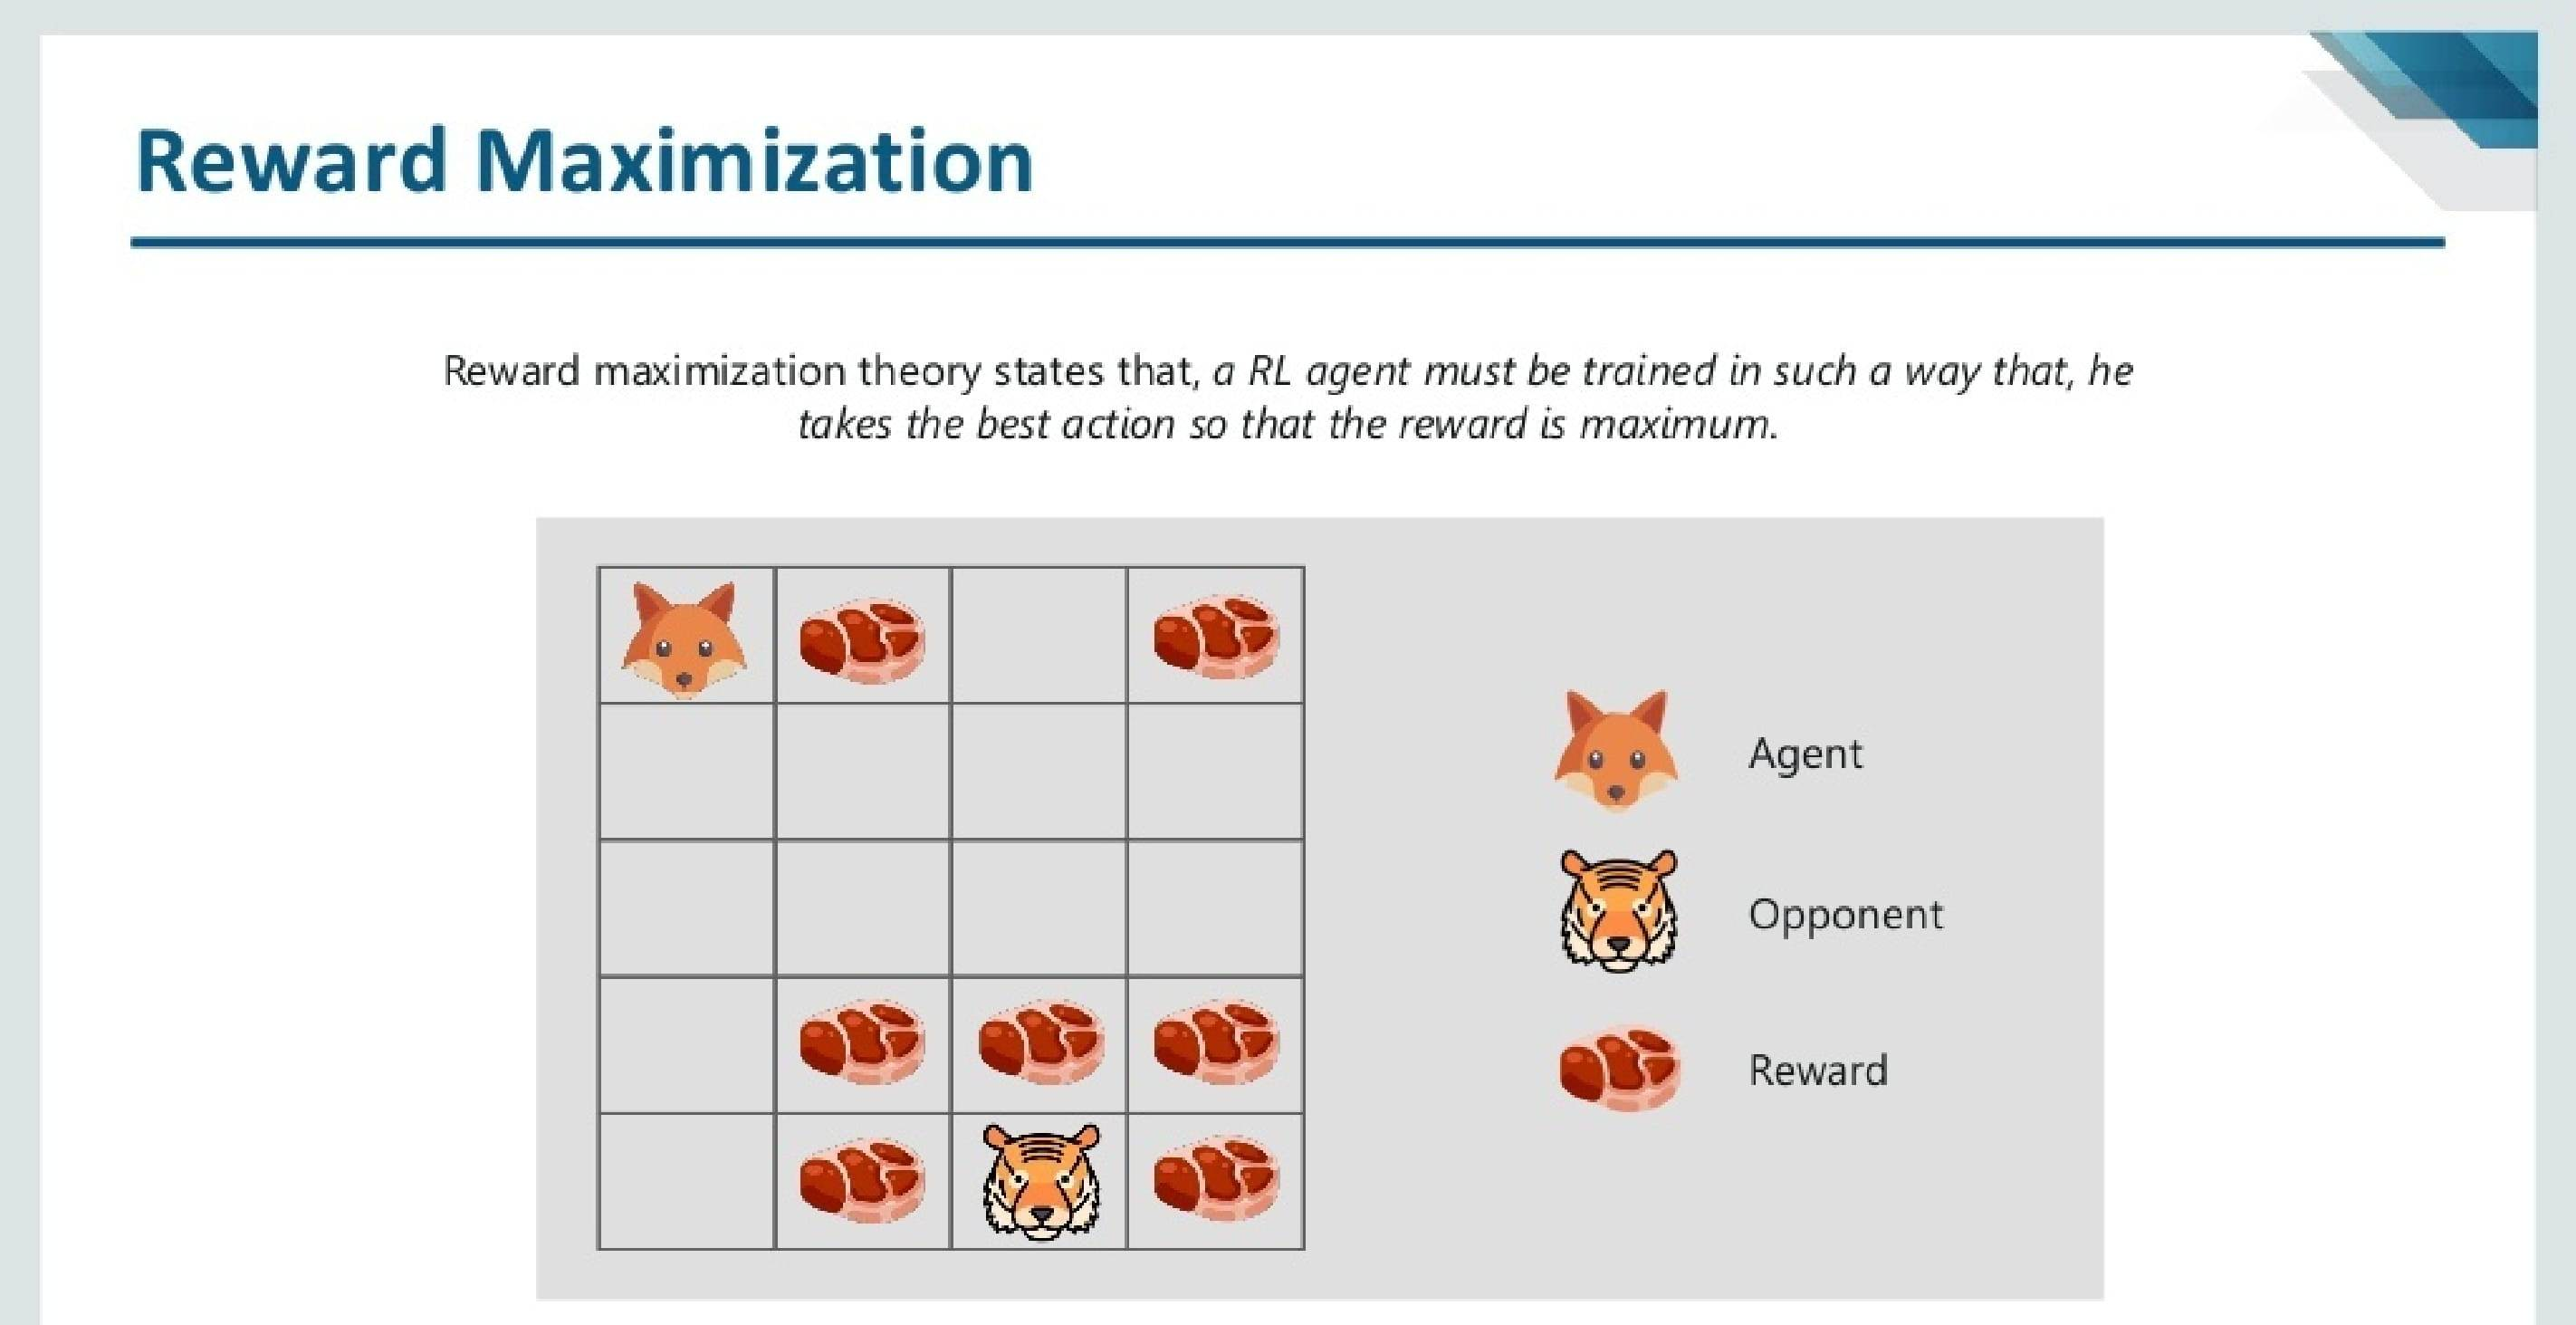 Reward Maximization
Reward maximization theory states that, a RL agent must be trained in such a way that, he
takes the best action so that the reward is maximum.
Agent
Opponent
Reward